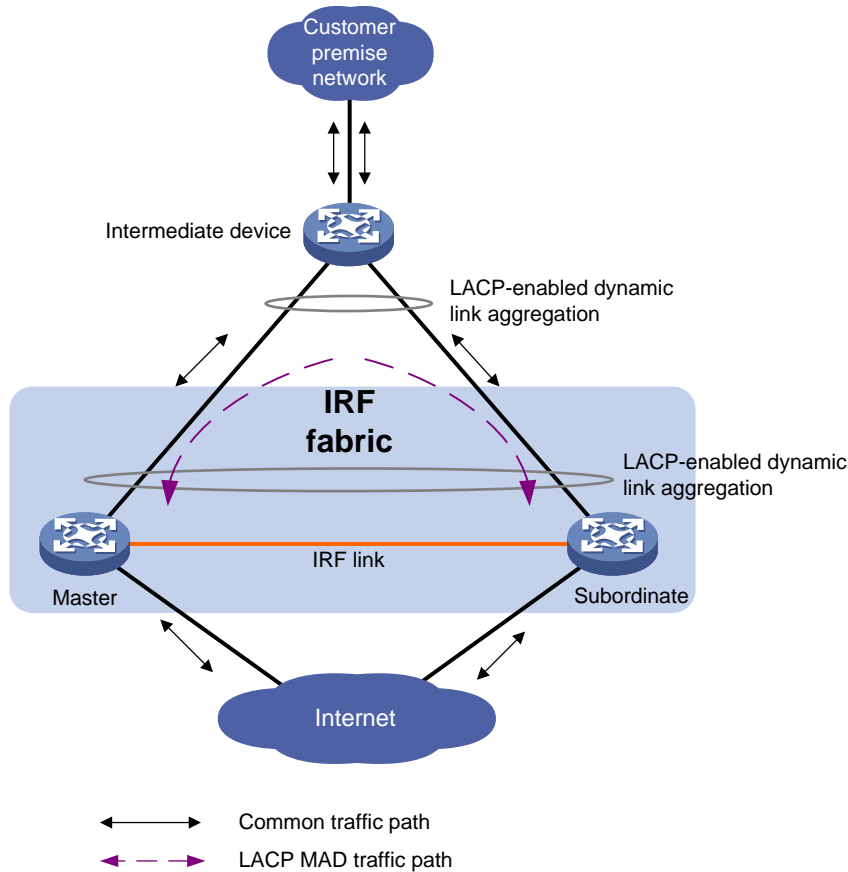 Customer
premise
network
Intermediate device
LACP-enabled dynamic
link aggregation
IRF
fabric
LACP-enabled dynamic
link aggregation
IRF link
Master
Subordinate
Internet
Common traffic path
LACP MAD traffic path